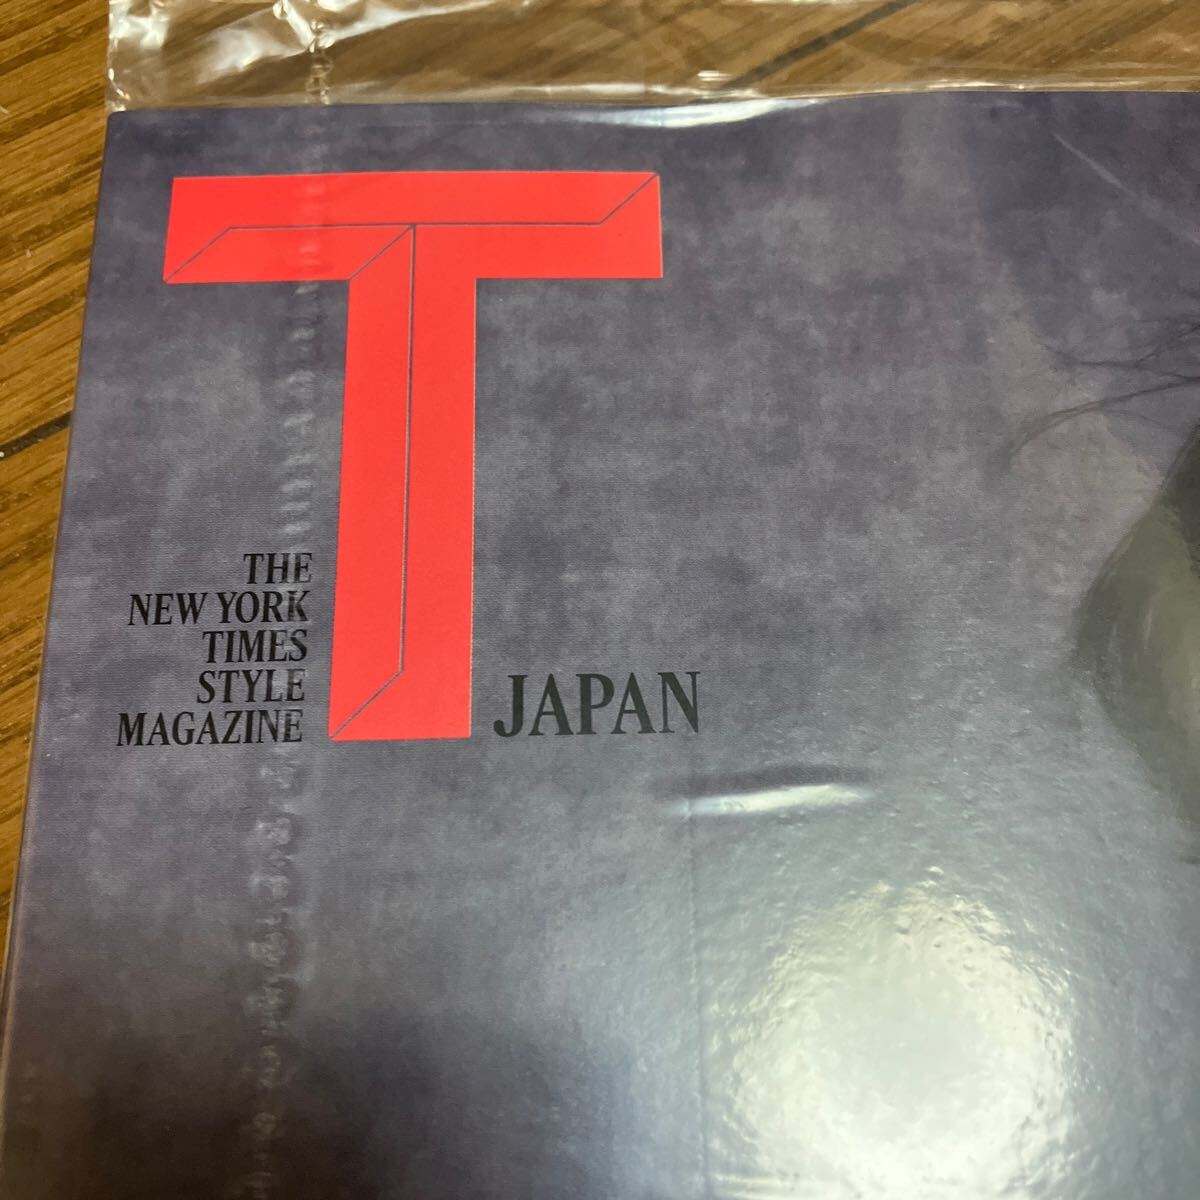 T
THE
NEW YORK
TIMES
STYLE
MAGAZINE
JAPAN